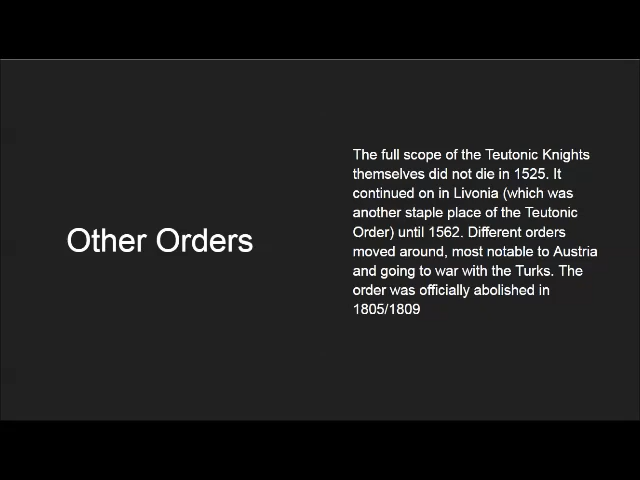 Other Orders
The full scope of the Teutonic Knights
themselves did not die in 1525. It
continued on in Livonia (which was
another staple place of the Teutonic
Order) until 1562. Different orders
moved around, most notable to Austria
and going to war with the Turks. The
order was officially abolished in
1805/1809